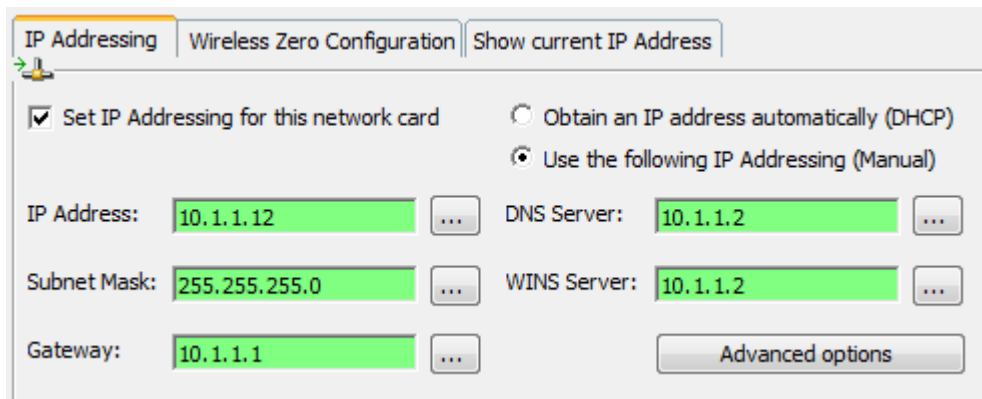 IP Addressing Wireless Zero Configuration Show current IP Address
Set IP Addressing for this network card Obtain an IP address automatically (DHCP)
Use the following IP Addressing (Manual)
IP Address: 10.1.1.12 ... DNS Server: 10.1.1.2 ...
Subnet Mask: 255.255.255.0 ... WINS Server: 10.1.1.2 ...
Gateway: 10.1.1.1 ... Advanced options